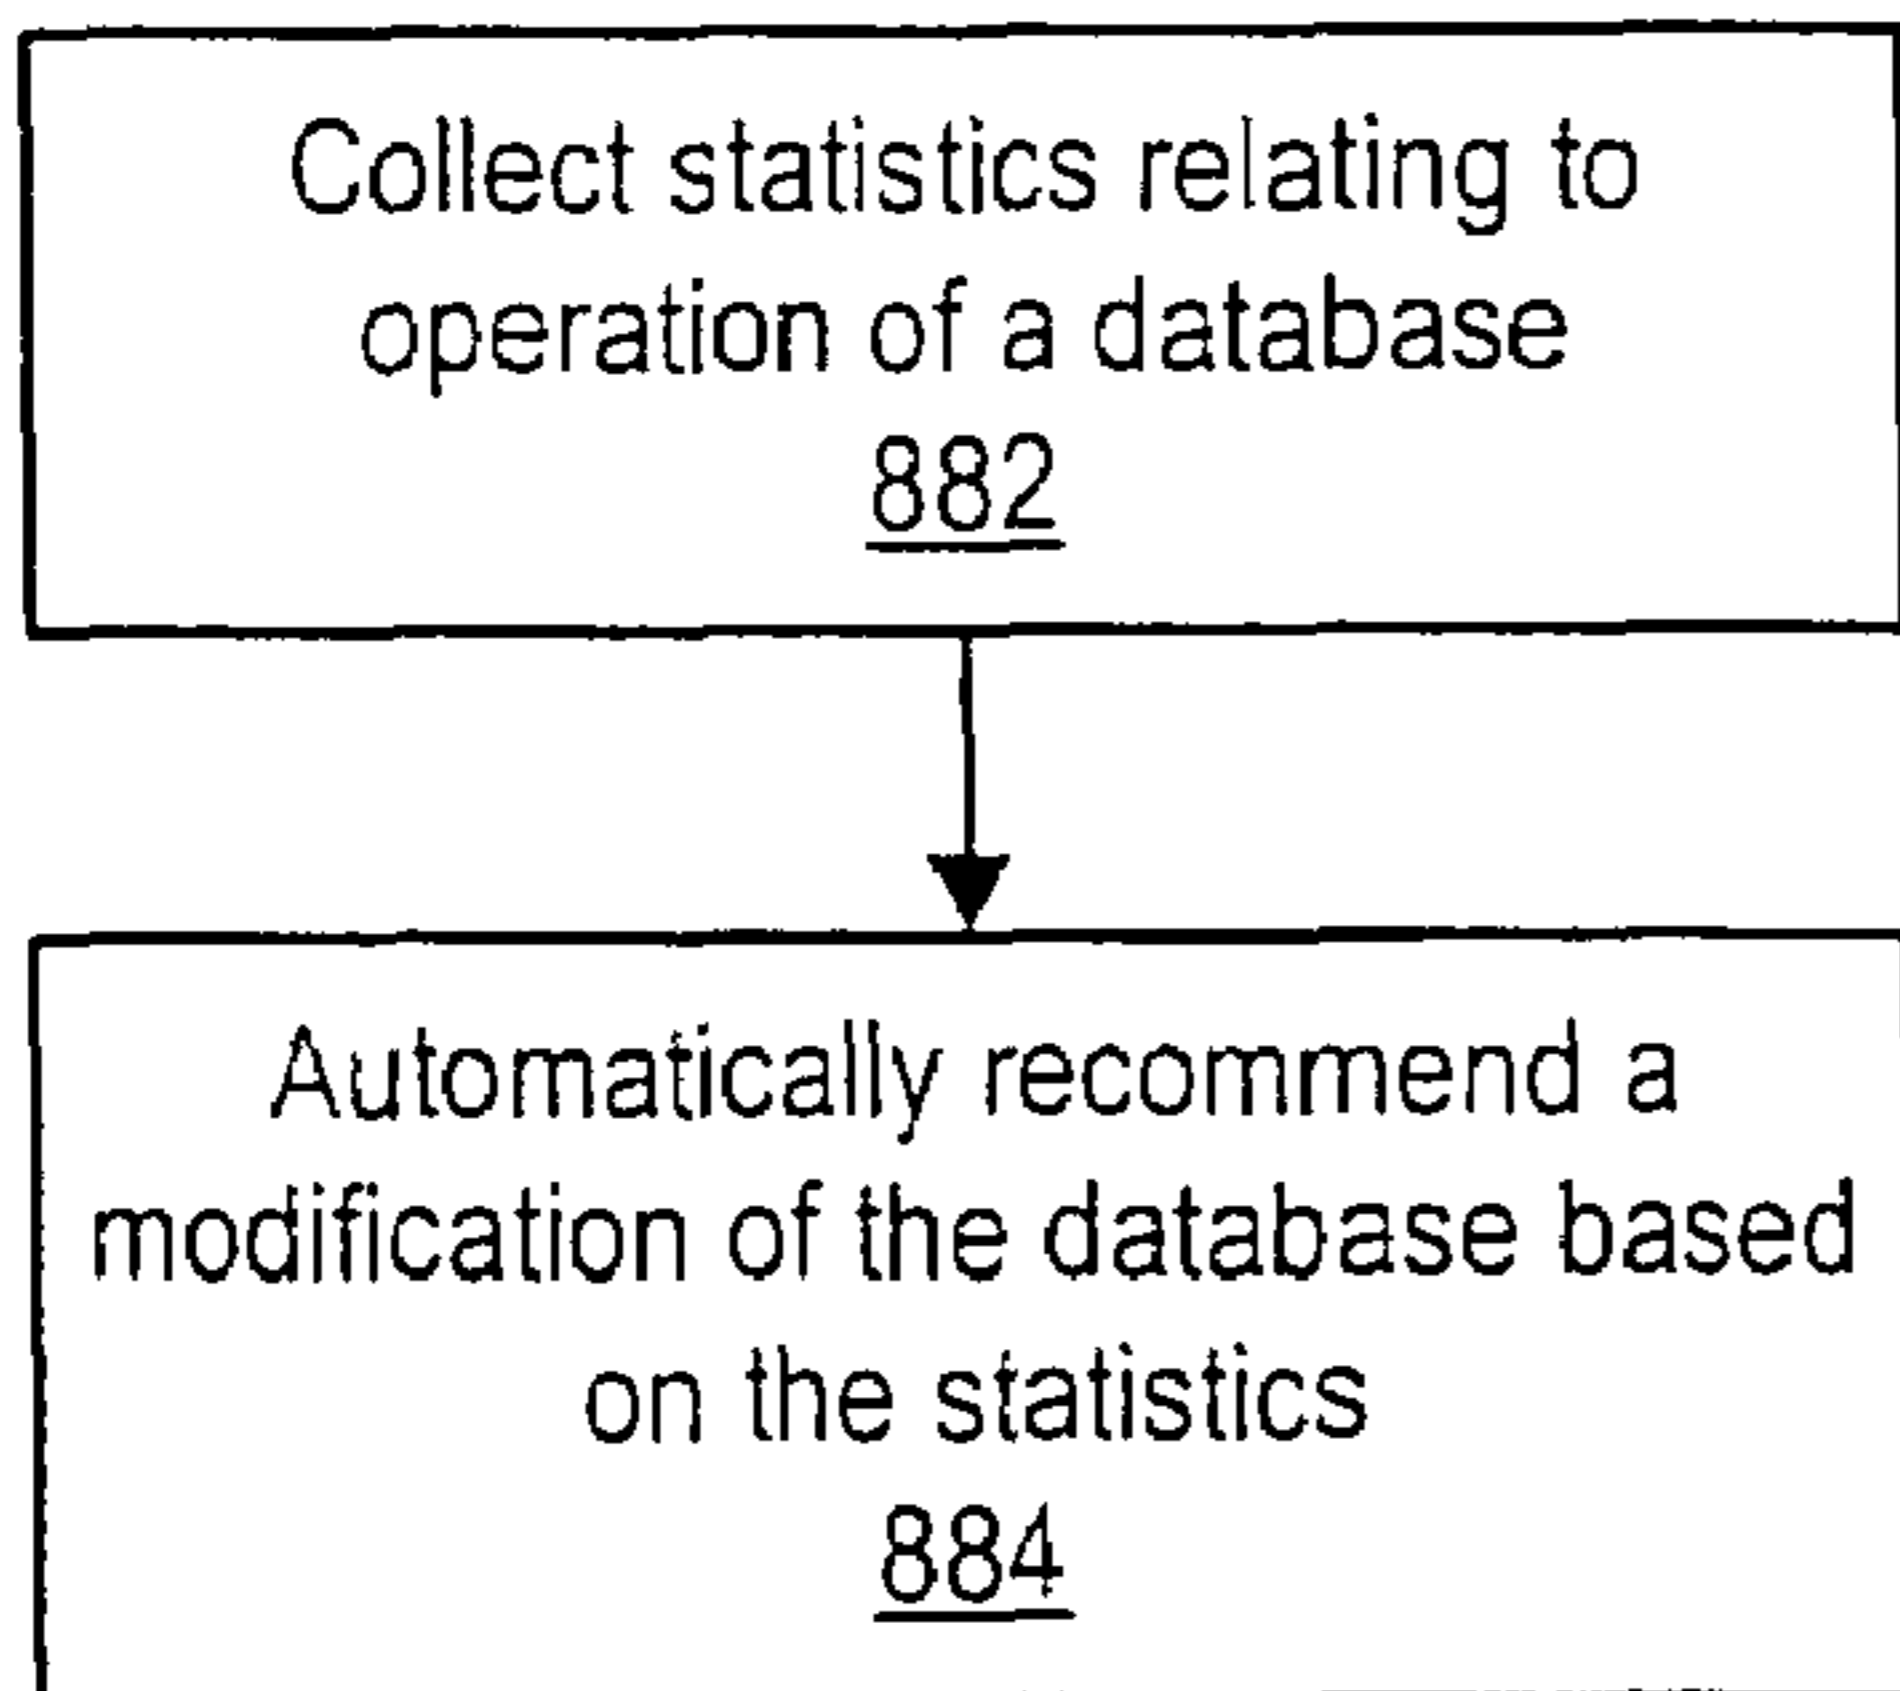 Collect statistics relating to
operation of a database
882
Automatically recommend a
modification of the database based
on the statistics
884